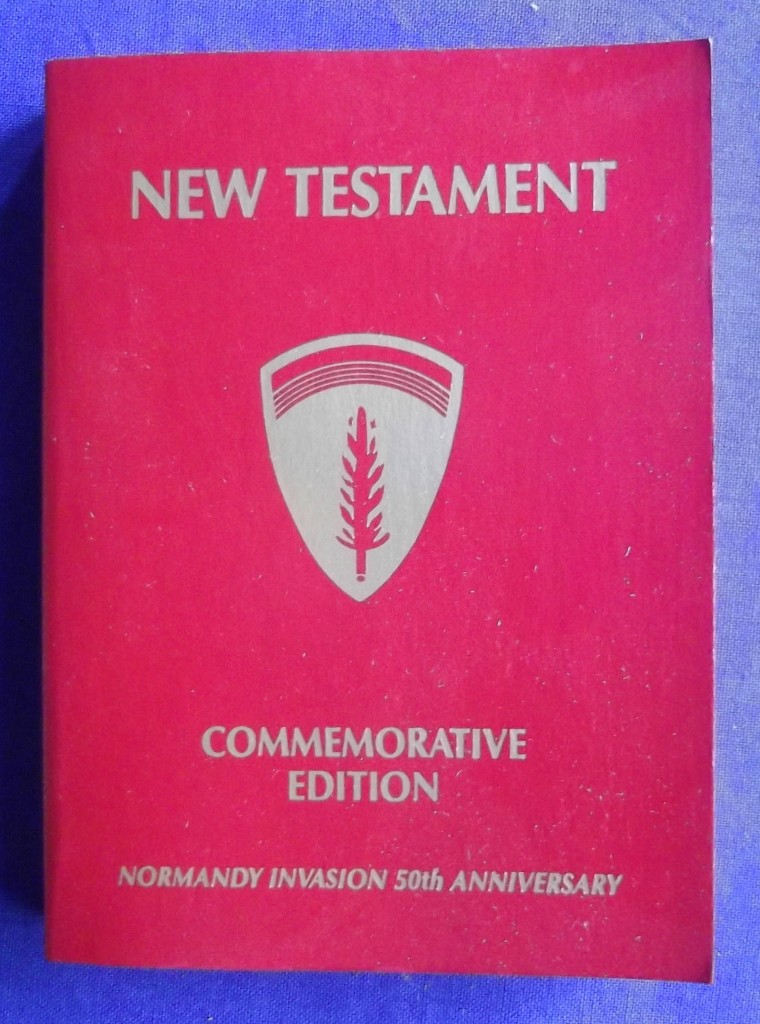 NEW TESTAMENT
COMMEMORATIVE
EDITION
NORMANDY INVASION 50th ANNIVERSARY